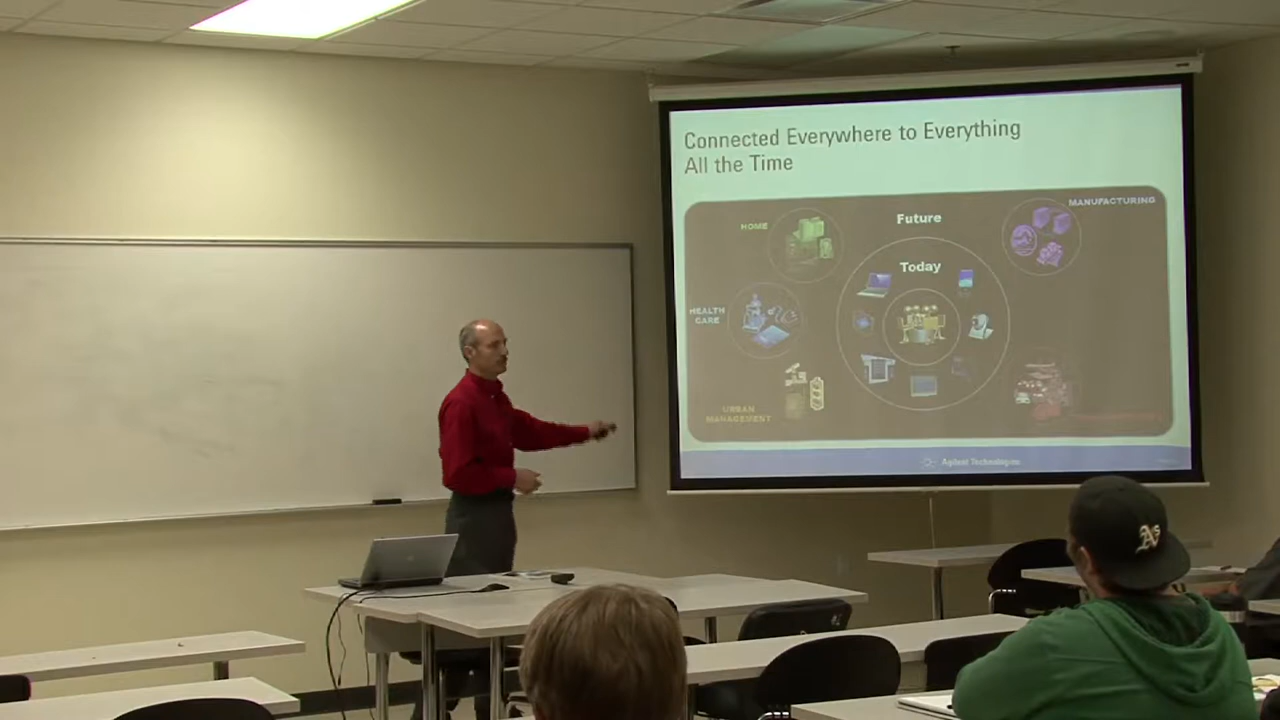 Connected Everywhere to Everything
All the Time
MANUFACTURING
HOME
Future
Today
HEALTH
CARE
URBAN
MANAGEMENT
Agilent Technologies
A's